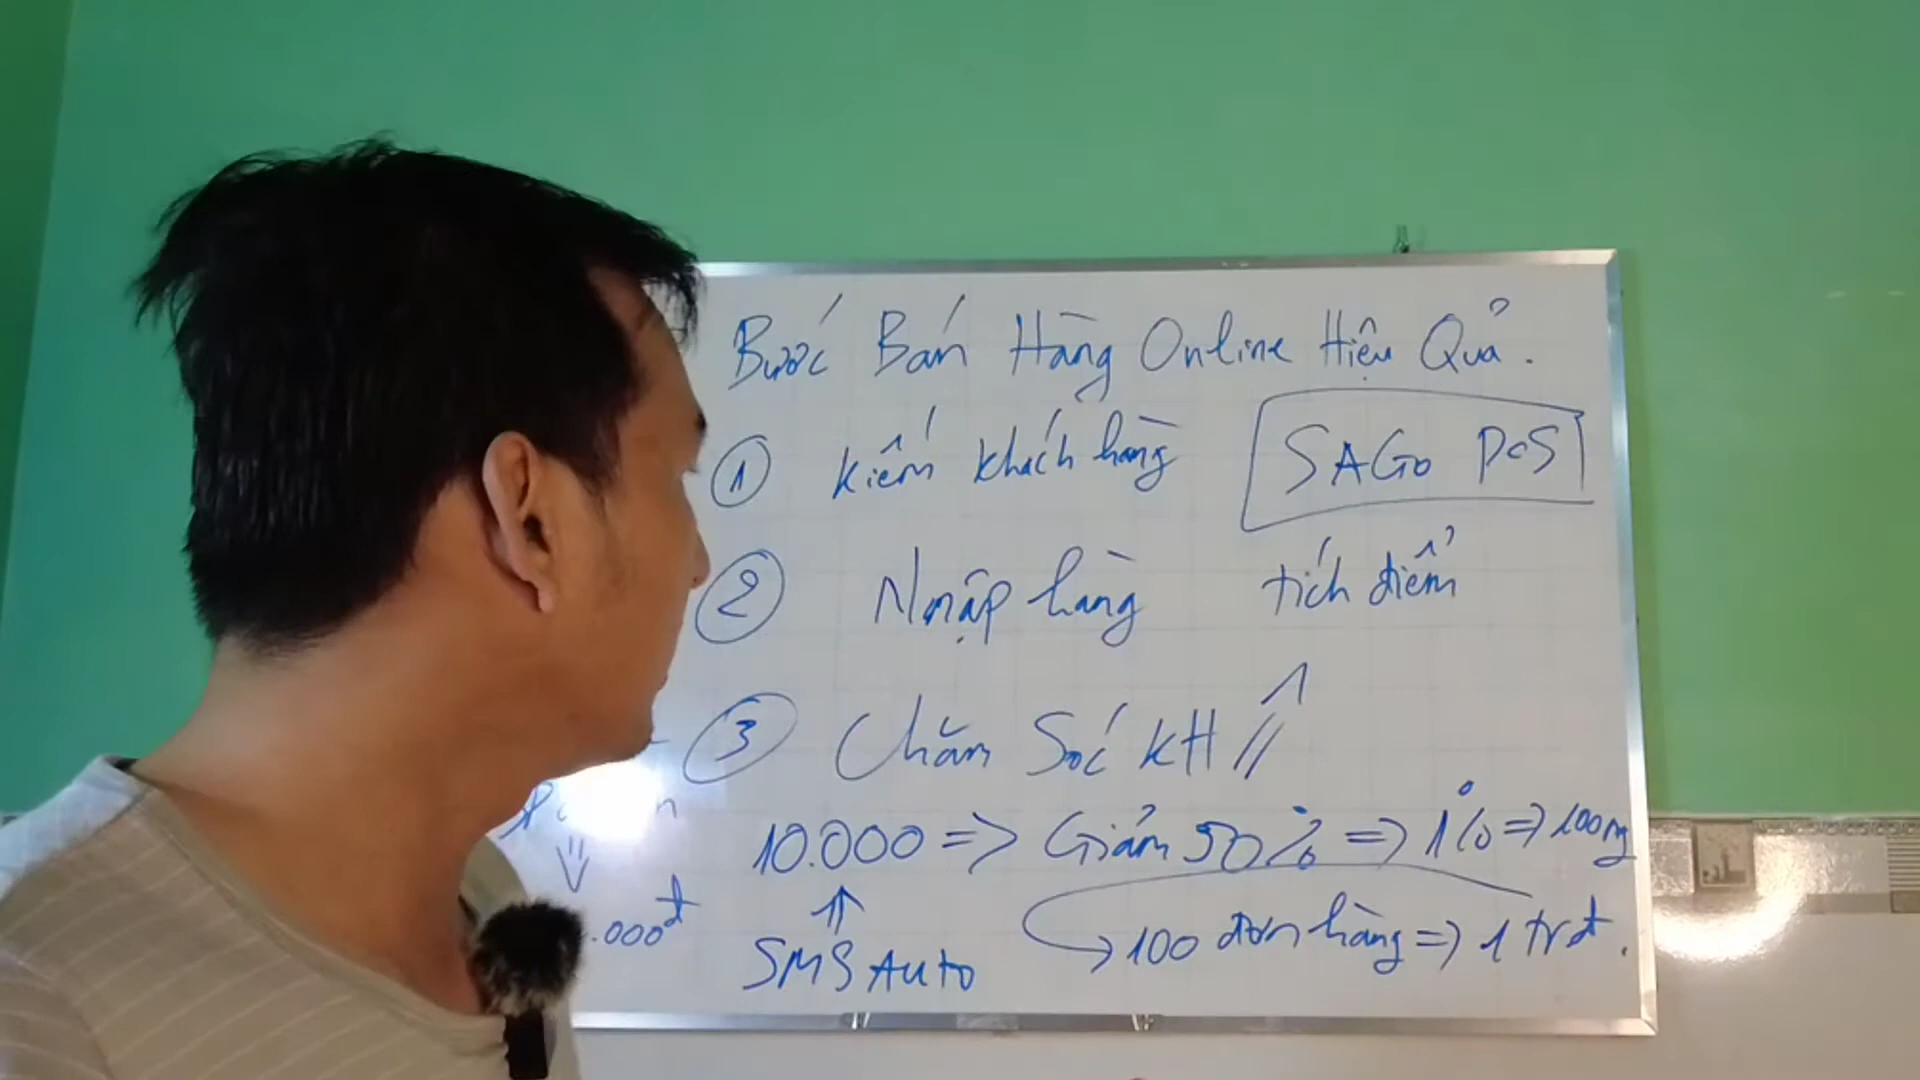 Bước Bán Hàng Online Hiệu Quả.
① Kiếm khách hàng
SAGO POS
② Nhập hàng
tích điểm
③ Chăm Sóc KH //
10.000 => Giảm 50% => 1% => 100ng
.000đ
SMS Auto
100 đơn hàng => 1 trđ.